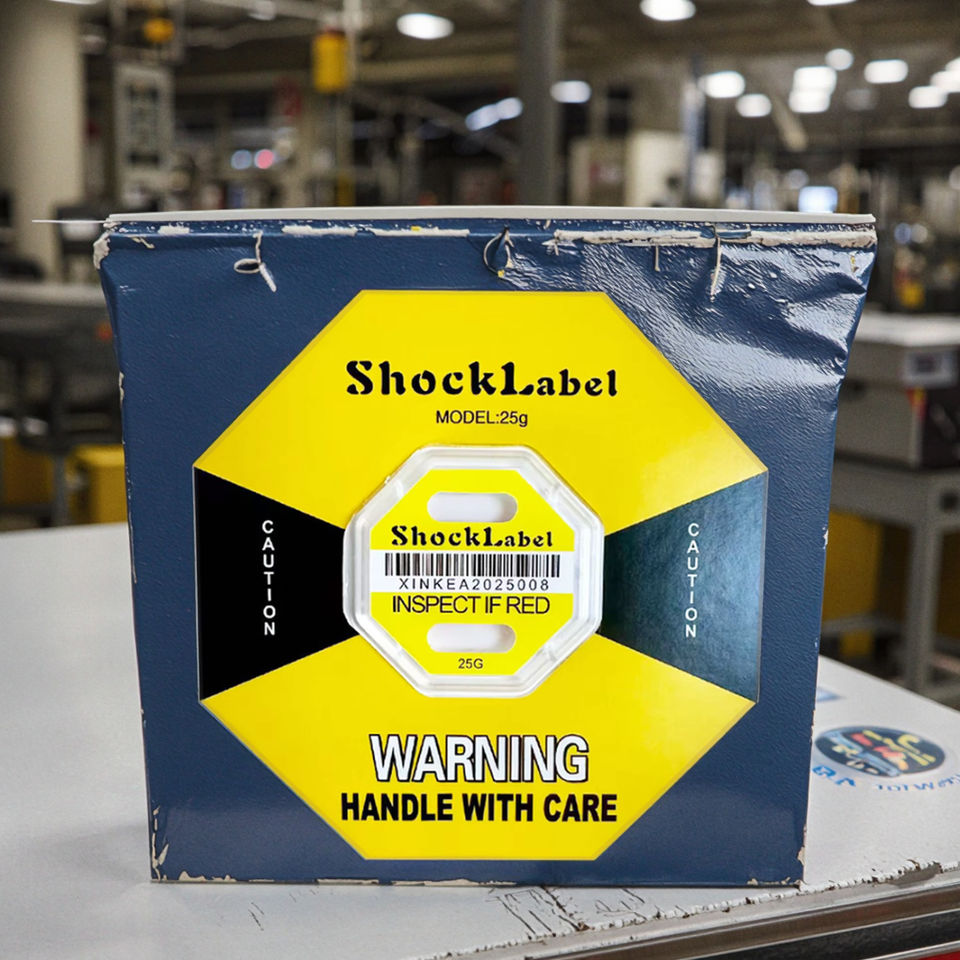 ShockLabel
MODEL:25g
CAUTION
ShockLabel
XINKEA2025008
INSPECT IF RED
25G
CAUTION
WARNING
HANDLE WITH CARE